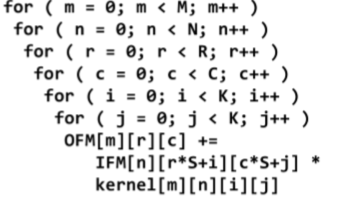 for ( m = 0; m < M; m++ )
for ( n = 0; n < N; n++ )
for ( r = 0; r < R; r++ )
for ( c = 0; c < C; c++ )
for ( i = 0; i < K; i++ )
for ( j = 0; j < K; j++ )
OFM[m][r][c] +=
IFM[n][r*S+i][c*S+j] *
kernel[m][n][i][j]